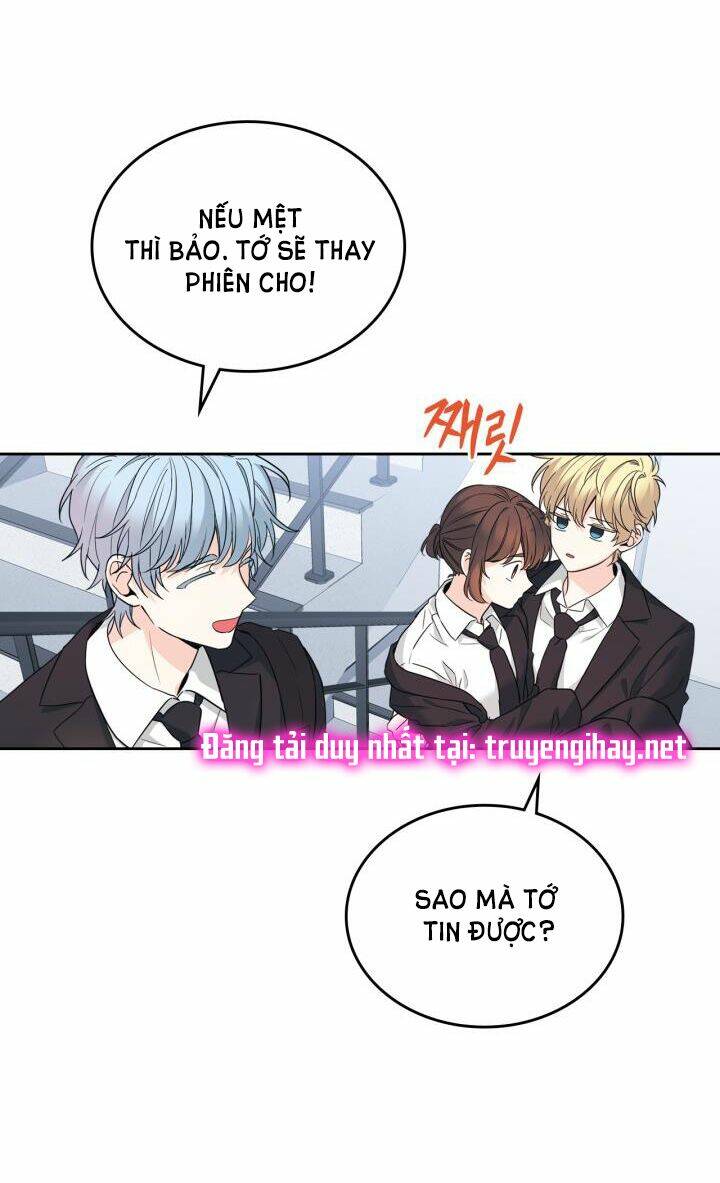 NẾU MỆT
THÌ BẢO. TỚ SẼ THAY
PHIÊN CHO!
째릿
Đăng tải duy nhất tại: truyengihay.net
SAO MÀ TỚ
TIN ĐƯỢC?